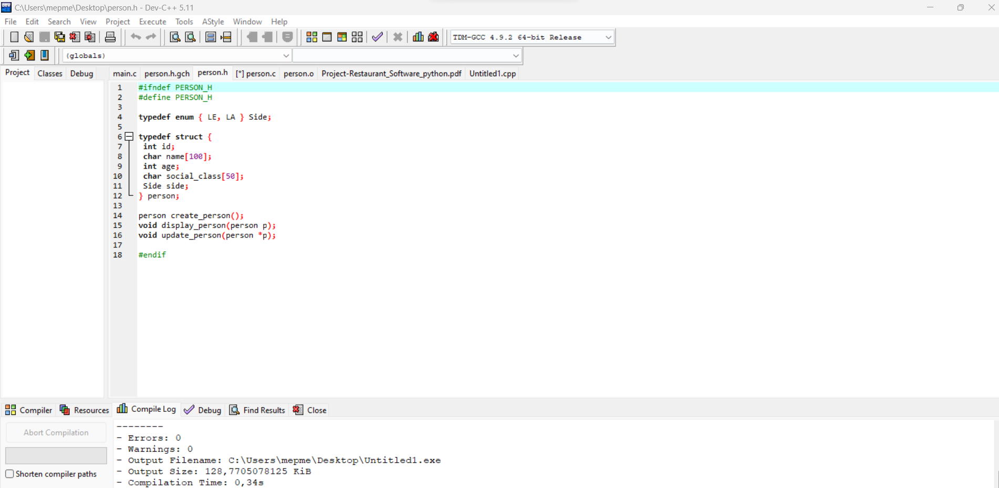 C:\Users\mepme\Desktop\person.h - Dev-C++ 5.11
File Edit Search View Project Execute Tools AStyle Window Help
TDM-GCC 4.9.2 64-bit Release
(globals)
Project Classes Debug
main.c person.h.gch person.h [*] person.c person.o Project-Restaurant_Software_python.pdf Untitled1.cpp
1 #ifndef PERSON_H
2 #define PERSON_H
3
4 typedef enum { LE, LA } Side;
5
6 typedef struct {
7 int id;
8 char name[100];
9 int age;
10 char social_class[50];
11 Side side;
12 } person;
13
14 person create_person();
15 void display_person(person p);
16 void update_person(person *p);
17
18 #endif
Compiler Resources Compile Log Debug Find Results Close
Abort Compilation
Shorten compiler paths
--------
- Errors: 0
- Warnings: 0
- Output Filename: C:\Users\mepme\Desktop\Untitled1.exe
- Output Size: 128,7705078125 KiB
- Compilation Time: 0,34s